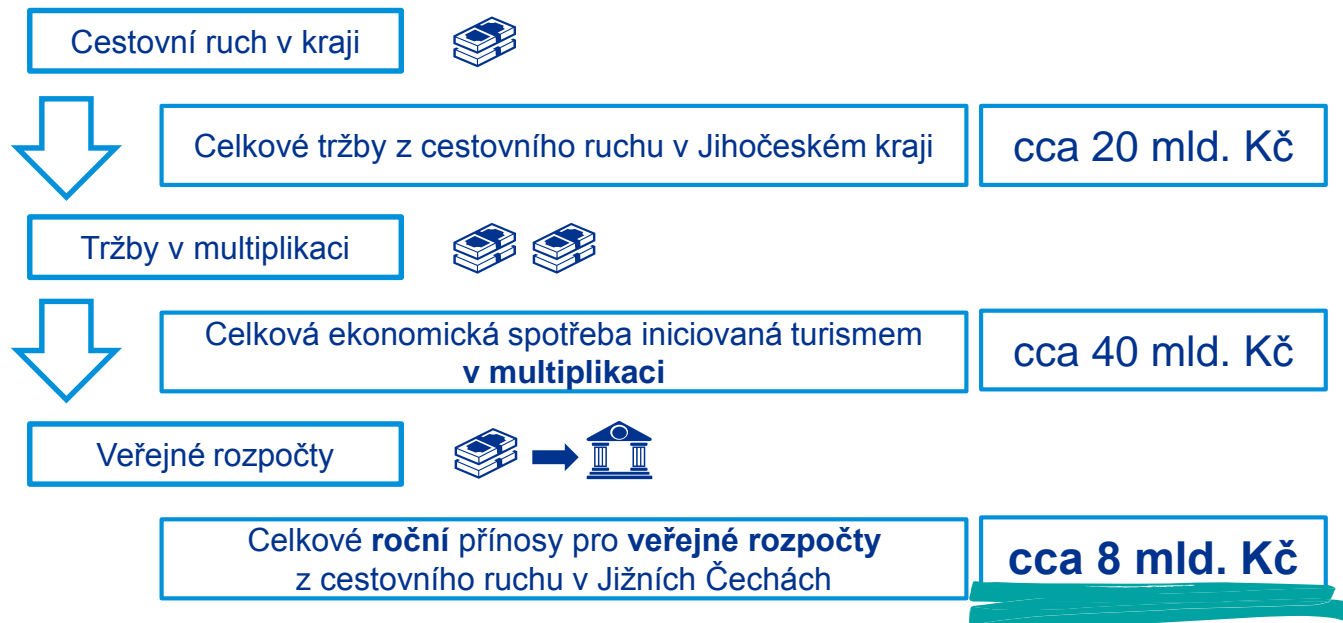 Cestovní ruch v kraji
Celkové tržby z cestovního ruchu v Jihočeském kraji
cca 20 mld. Kč
Tržby v multiplikaci
Celková ekonomická spotřeba iniciovaná turismem
v multiplikaci
cca 40 mld. Kč
Veřejné rozpočty
Celkové roční přínosy pro veřejné rozpočty
z cestovního ruchu v Jižních Čechách
cca 8 mld. Kč